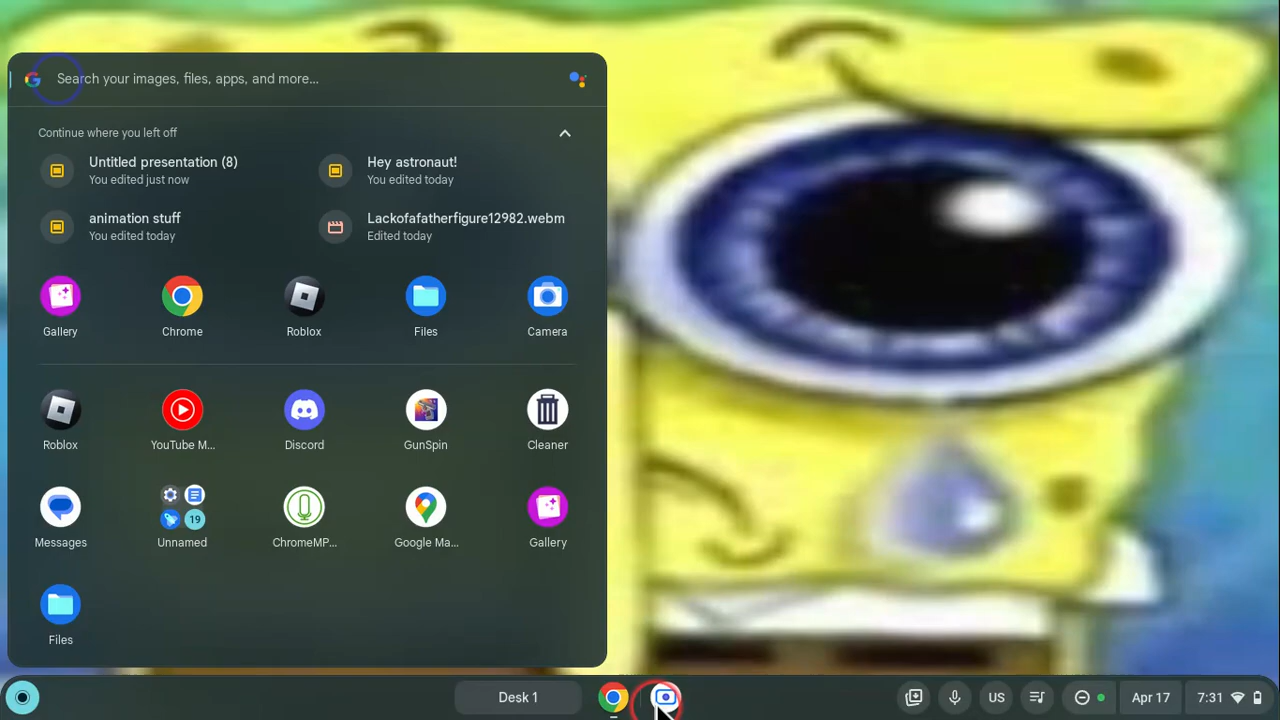 Search your images, files, apps, and more...
Continue where you left off
Untitled presentation (8)
You edited just now
Hey astronaut!
You edited today
animation stuff
You edited today
Lackofafatherfigure12982.webm
Edited today
Gallery
Chrome
Roblox
Files
Camera
Roblox
YouTube M...
Discord
GunSpin
Cleaner
19
Messages
Unnamed
ChromeMP...
Google Ma...
Gallery
Files
Desk 1
US
Apr 17
7:31